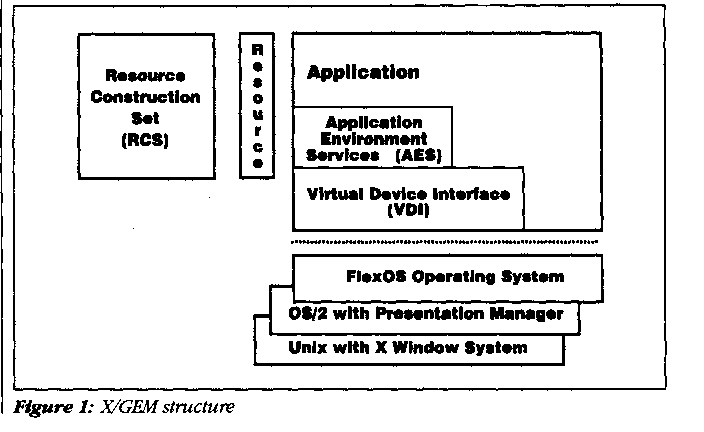 Resource
Construction
Set
(RCS)
Resource
Application
Application
Environment
Services (AES)
Virtual Device Interface
(VDI)
FlexOS Operating System
OS/2 with Presentation Manager
Unix with X Window System
Figure 1: X/GEM structure